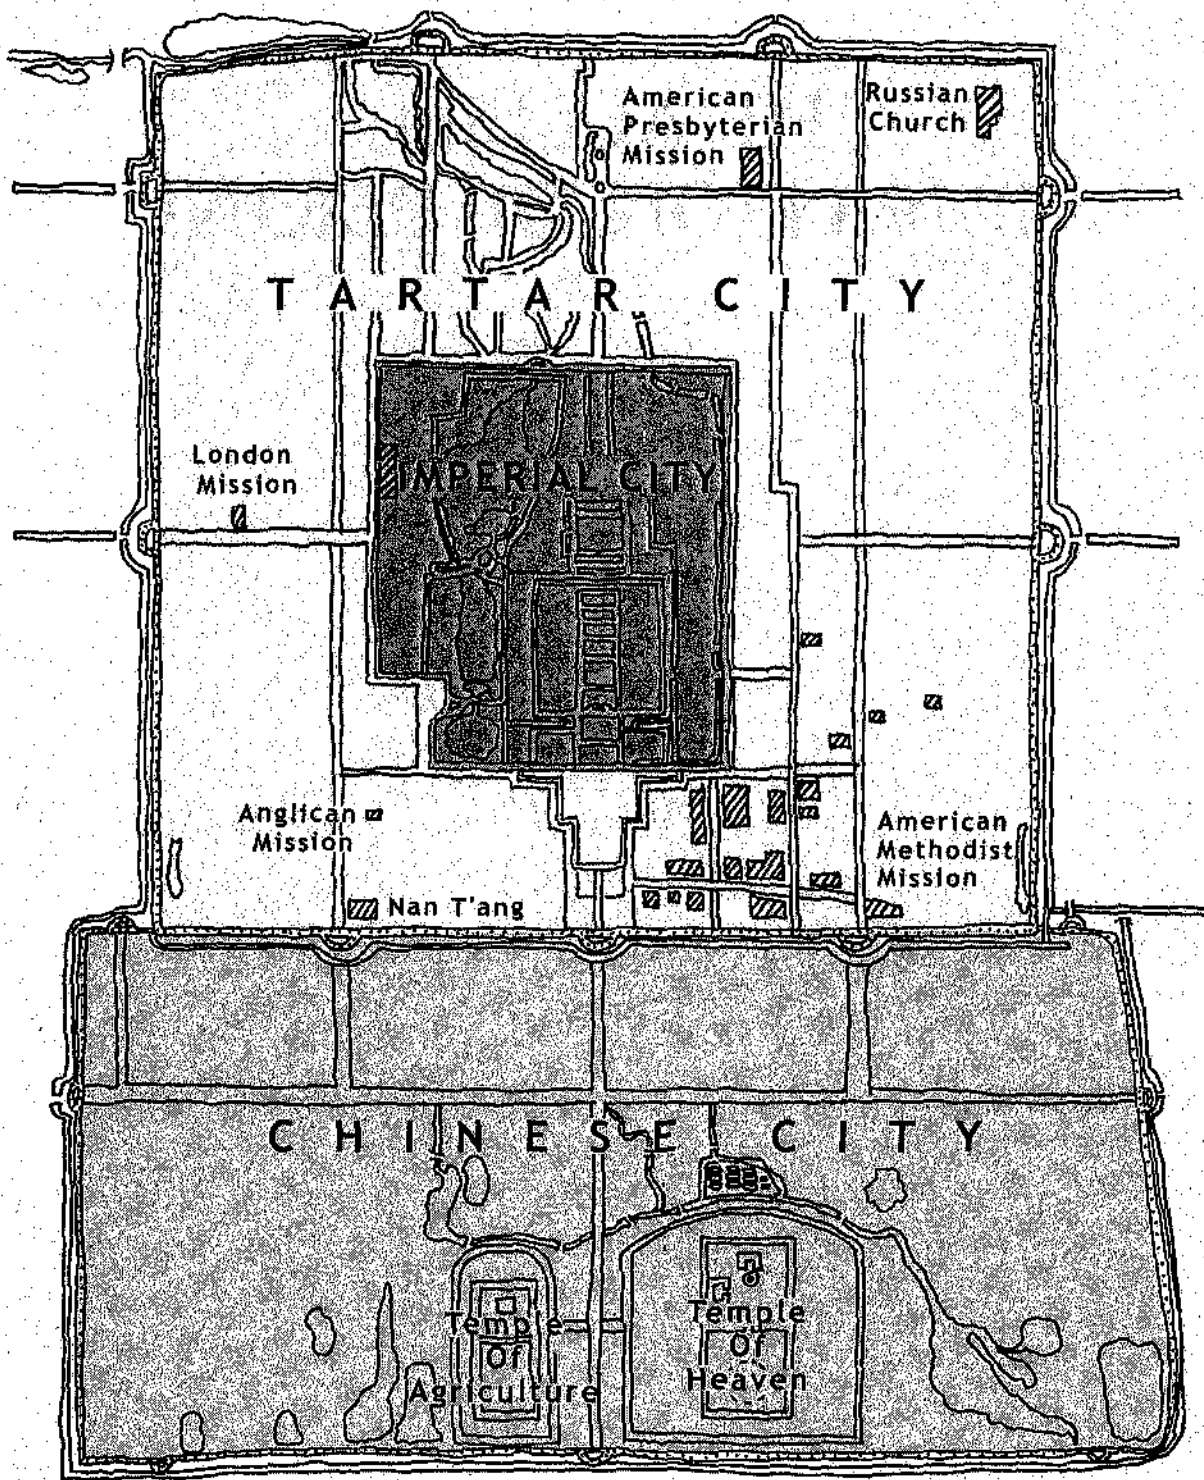 American
Presbyterian
Mission
Russian
Church
TARTAR CITY
London
Mission
IMPERIAL CITY
Anglican
Mission
American
Methodist
Mission
Nan T'ang
CHINESE CITY
Temple
Of
Agriculture
Temple
Of
Heaven